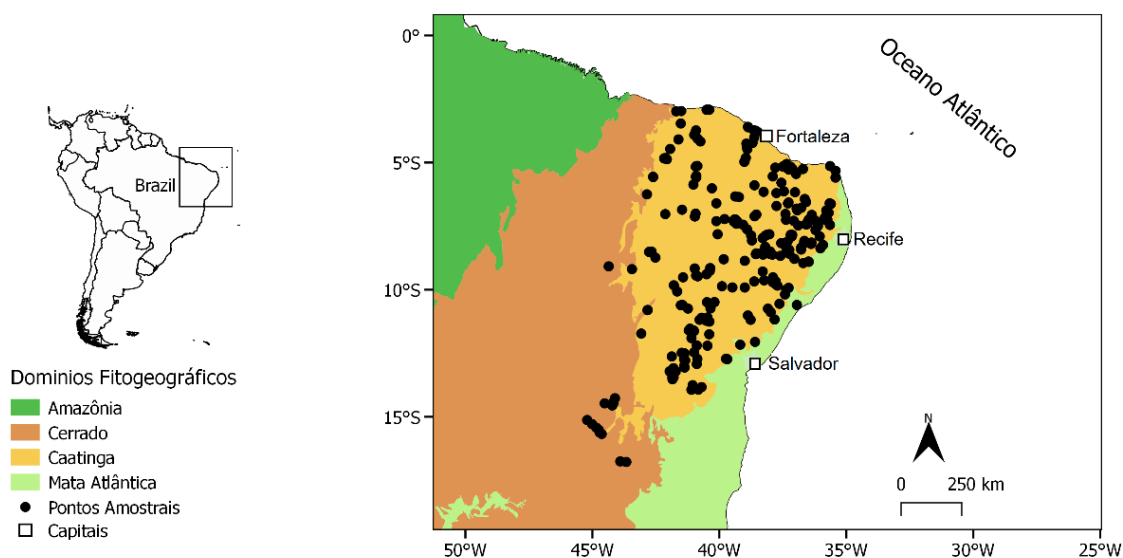 Brazil
Dominios Fitogeográficos
Amazônia
Cerrado
Caatinga
Mata Atlântica
Pontos Amostrais
Capitais
0°
5°S
10°S
15°S
Oceano Atlântico
Fortaleza
Recife
Salvador
N
0 250 km
50°W 45°W 40°W 35°W 30°W 25°W